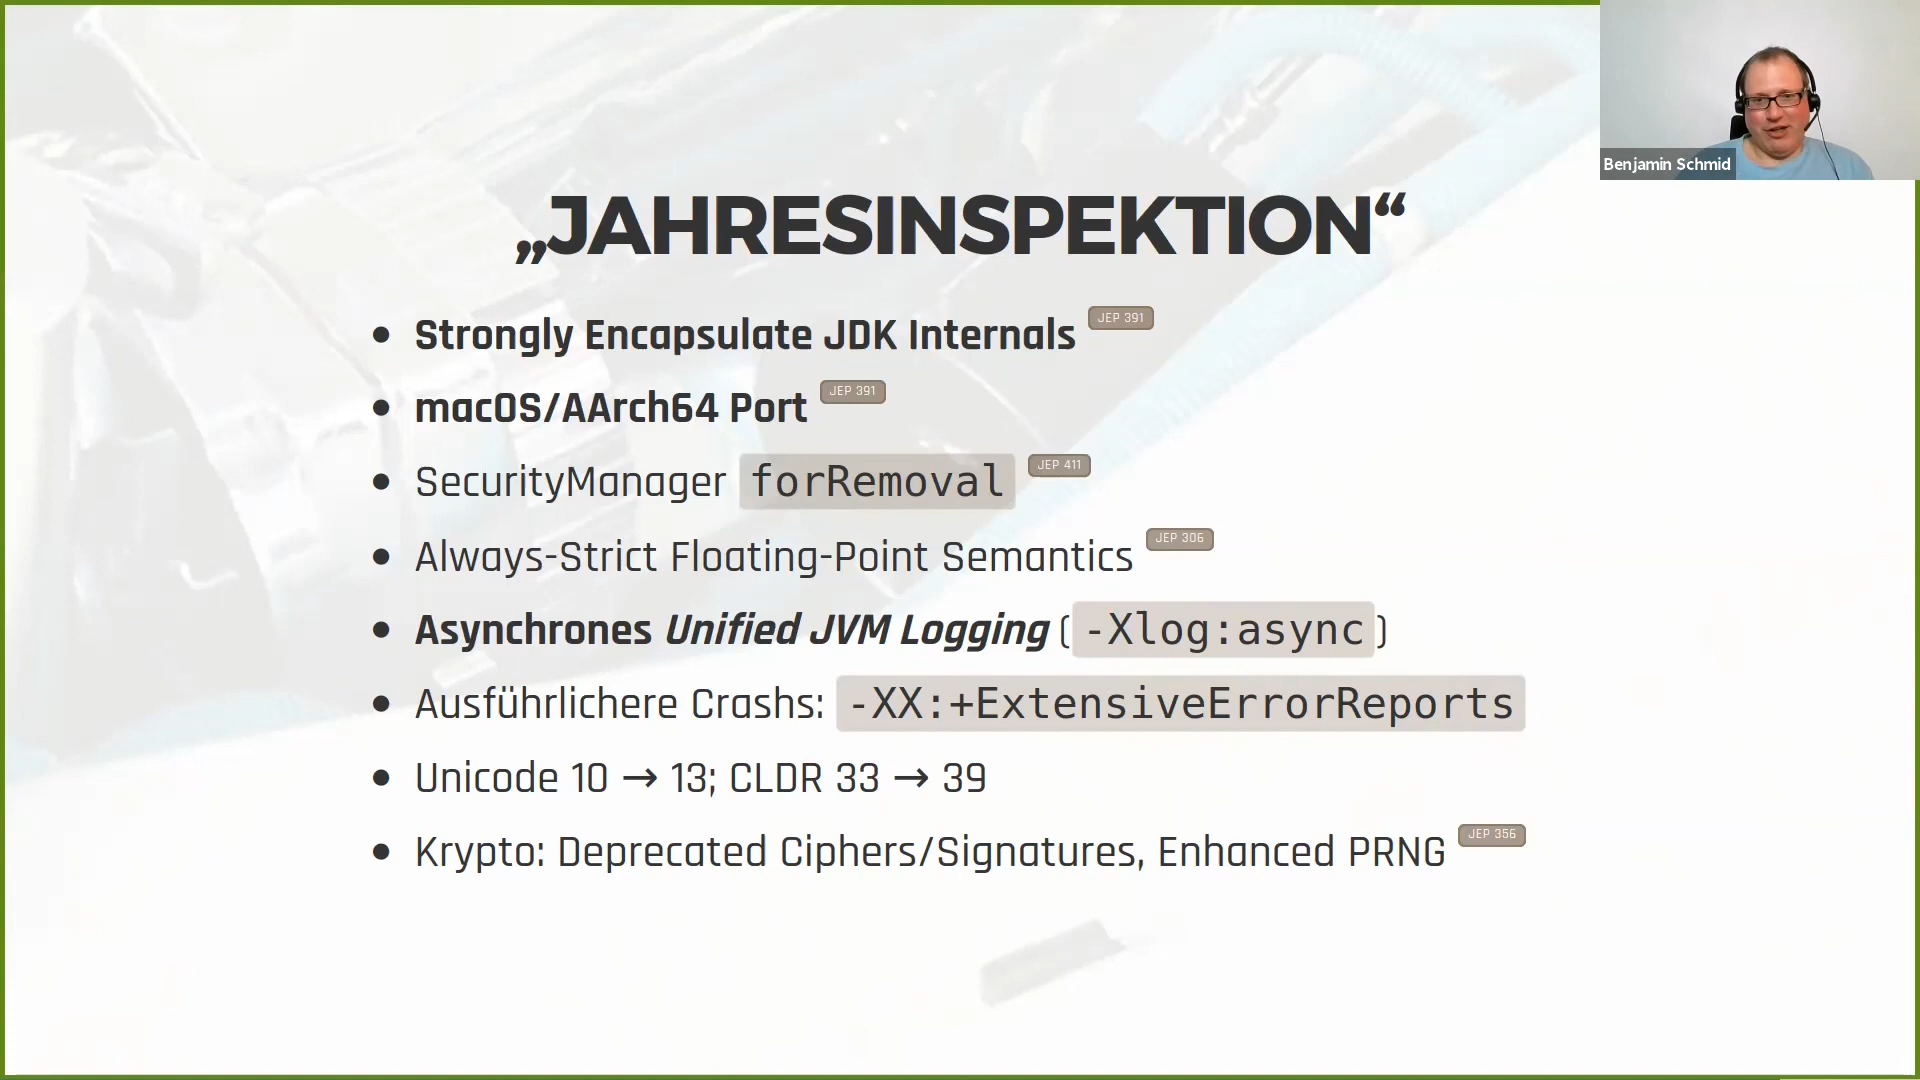 Benjamin Schmid
„JAHRESINSPEKTION“
• Strongly Encapsulate JDK Internals JEP 391
• macOS/AArch64 Port JEP 391
• SecurityManager forRemoval JEP 411
• Always-Strict Floating-Point Semantics JEP 306
• Asynchrones Unified JVM Logging (-Xlog:async)
• Ausführlichere Crashs: -XX:+ExtensiveErrorReports
• Unicode 10 → 13; CLDR 33 → 39
• Krypto: Deprecated Ciphers/Signatures, Enhanced PRNG JEP 356